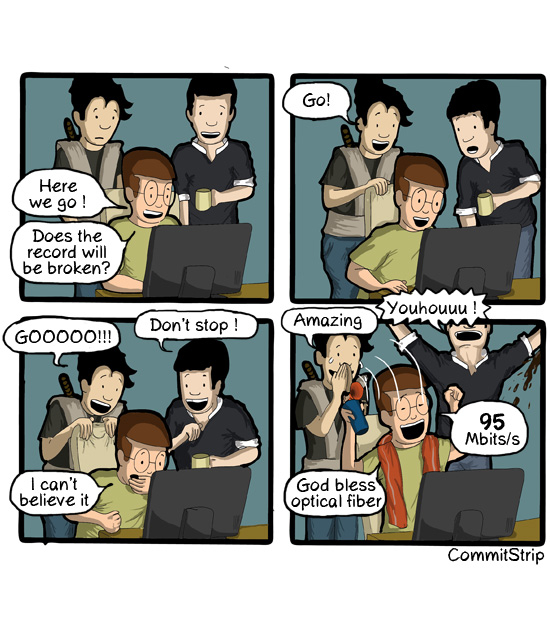 Here
we go !
Does the
record will
be broken?
Go!
GOOOOO!!!
Don't stop !
I can't
believe it
Amazing
Youhouuu !
95
Mbits/s
God bless
optical fiber
CommitStrip